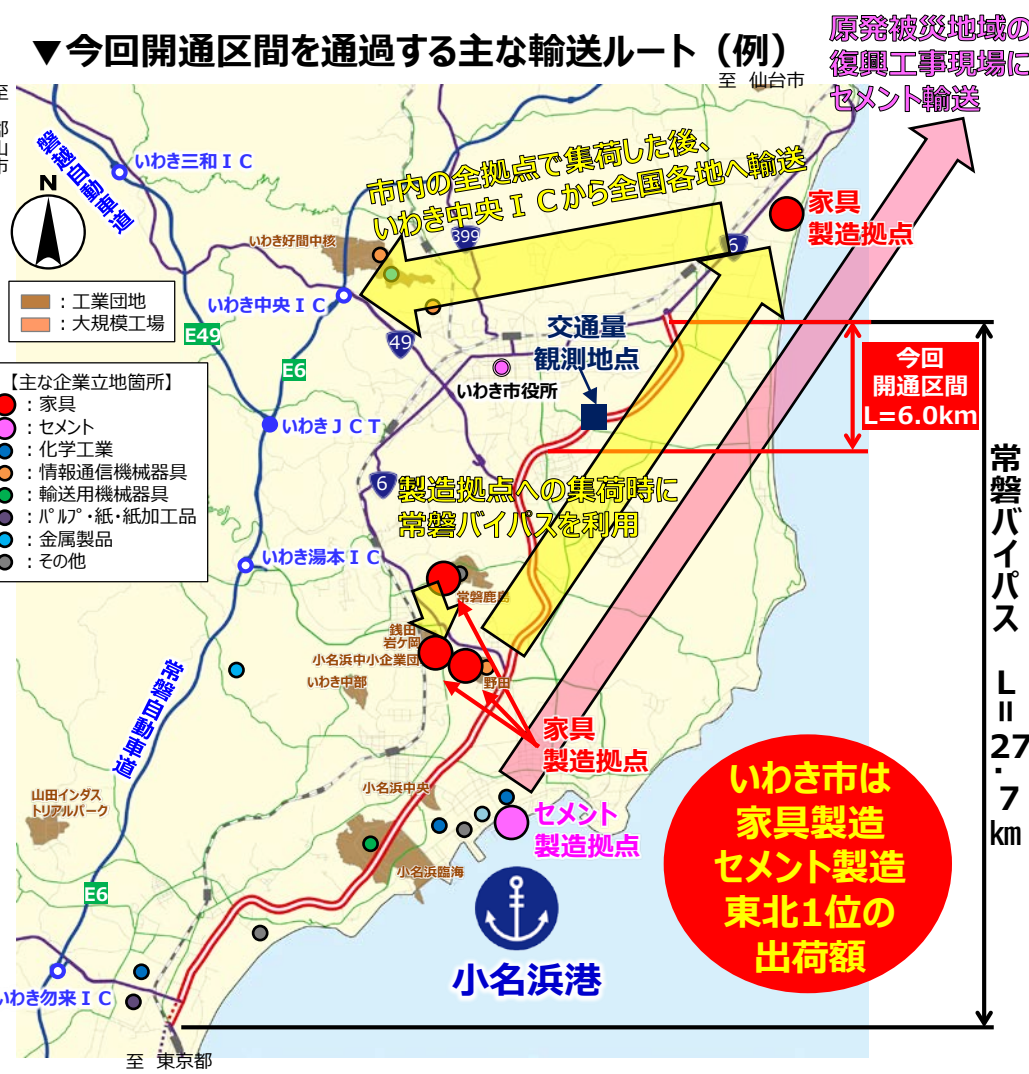 ▼今回開通区間を通過する主な輸送ルート（例）
原発被災地域の
復興工事現場に
セメント輸送
至 仙台市
至 郡山市
磐越自動車道
いわき三和ＩＣ
N
市内の全拠点で集荷した後、
いわき中央ＩＣから全国各地へ輸送
家具
製造拠点
399
6
いわき好間中核
：工業団地
：大規模工場
いわき中央ＩＣ
E49
49
E6
交通量
観測地点
いわき市役所
今回
開通区間
L=6.0km
【主な企業立地箇所】
：家具
：セメント
：化学工業
：情報通信機械器具
：輸送用機械器具
：ﾊﾟﾙﾌﾟ・紙・紙加工品
：金属製品
：その他
いわきＪＣＴ
6
製造拠点への集荷時に
常磐バイパスを利用
常磐バイパス Ｌ＝27.7㎞
いわき湯本ＩＣ
常磐鹿島
銭田
岩ケ岡
小名浜中小企業団
いわき中部
野田
常磐自動車道
家具
製造拠点
山田インダス
トリアルパーク
小名浜中央
セメント
製造拠点
いわき市は
家具製造
セメント製造
東北1位の
出荷額
小名浜臨海
E6
小名浜港
いわき勿来ＩＣ
至 東京都